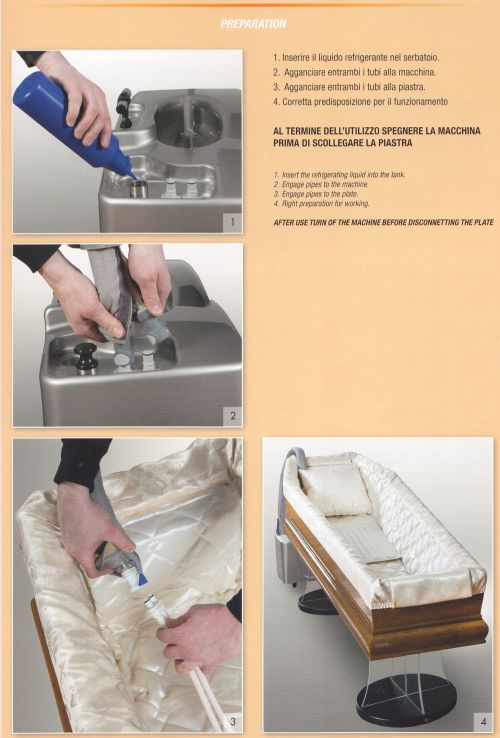 PREPARATION
1. Inserire il liquido refrigerante nel serbatoio.
2. Agganciare entrambi i tubi alla macchina.
3. Agganciare entrambi i tubi alla piastra.
4. Corretta predisposizione per il funzionamento
AL TERMINE DELL'UTILIZZO SPEGNERE LA MACCHINA
PRIMA DI SCOLLEGARE LA PIASTRA
1. Insert the refrigerating liquid into the tank.
2. Engage pipes to the machine.
3. Engage pipes to the plate.
4. Right preparation for working.
AFTER USE TURN OF THE MACHINE BEFORE DISCONNETTING THE PLATE
1
2
3
4